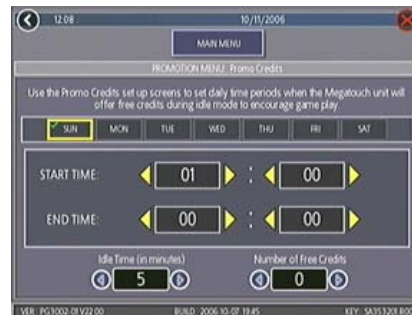 12:08 10/11/2006
MAIN MENU
PROMOTION MENU: Promo Credits
Use the Promo Credits set up screens to set daily time periods when the Megatouch unit will
offer free credits during idle mode to encourage game play.
SUN MON TUE WED THU FRI SAT
START TIME: 01 : 00
END TIME: 00 : 00
Idle Time (in minutes) Number of Free Credits
5 0
VER: PG3002-01 V22.00 BUILD: 2006-10-07 19:45 KEY: SA353201 R00